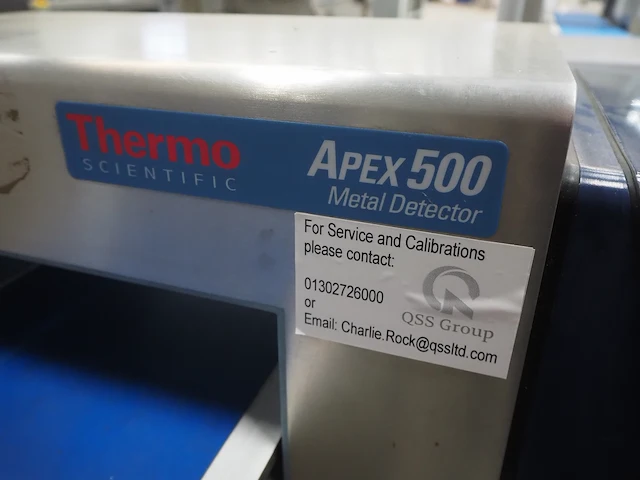 Thermo
SCIENTIFIC
APEX 500
Metal Detector
For Service and Calibrations
please contact:
01302726000
or
Email: Charlie.Rock@qssltd.com
QSS Group